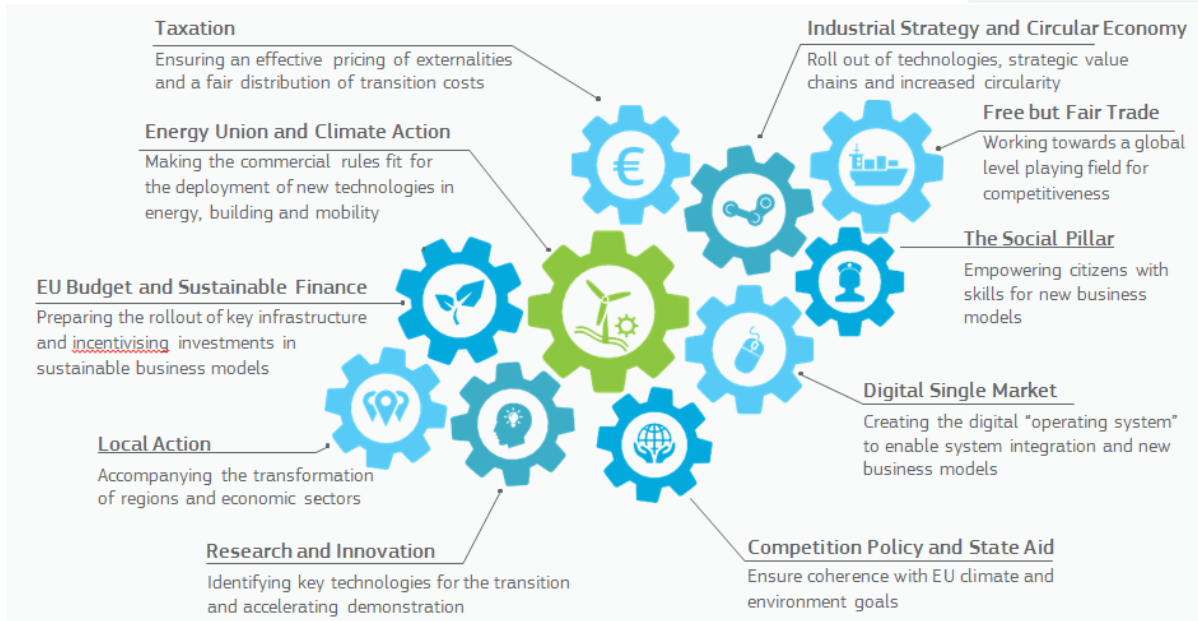 Taxation
Ensuring an effective pricing of externalities
and a fair distribution of transition costs
Industrial Strategy and Circular Economy
Roll out of technologies, strategic value
chains and increased circularity
Free but Fair Trade
Working towards a global
level playing field for
competitiveness
Energy Union and Climate Action
Making the commercial rules fit for
the deployment of new technologies in
energy, building and mobility
€
The Social Pillar
Empowering citizens with
skills for new business
models
EU Budget and Sustainable Finance
Preparing the rollout of key infrastructure
and incentivising investments in
sustainable business models
Digital Single Market
Creating the digital “operating system”
to enable system integration and new
business models
Local Action
Accompanying the transformation
of regions and economic sectors
Research and Innovation
Identifying key technologies for the transition
and accelerating demonstration
Competition Policy and State Aid
Ensure coherence with EU climate and
environment goals